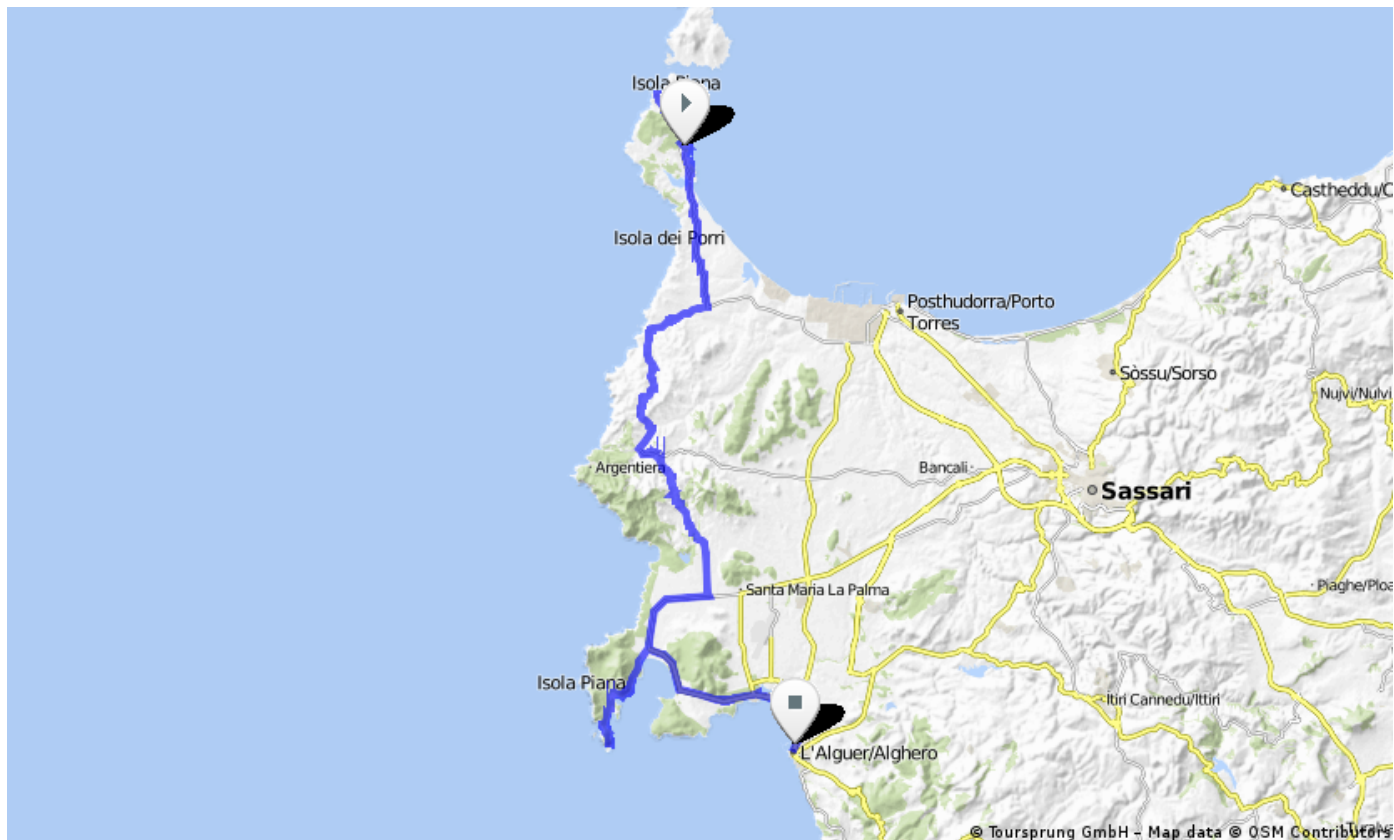 Isola Piana
Castheddu/C
Isola dei Porri
Posthudorra/Porto
Torres
Sòssu/Sorso
Nujvi/Nulvi
Argentiera
Bancali
Sassari
Santa Maria La Palma
Piaghe/Ploa
Isola Piana
Itiri Cannedu/Ittiri
L'Alguer/Alghero
© Toursprung GmbH – Map data © OSM Contributors